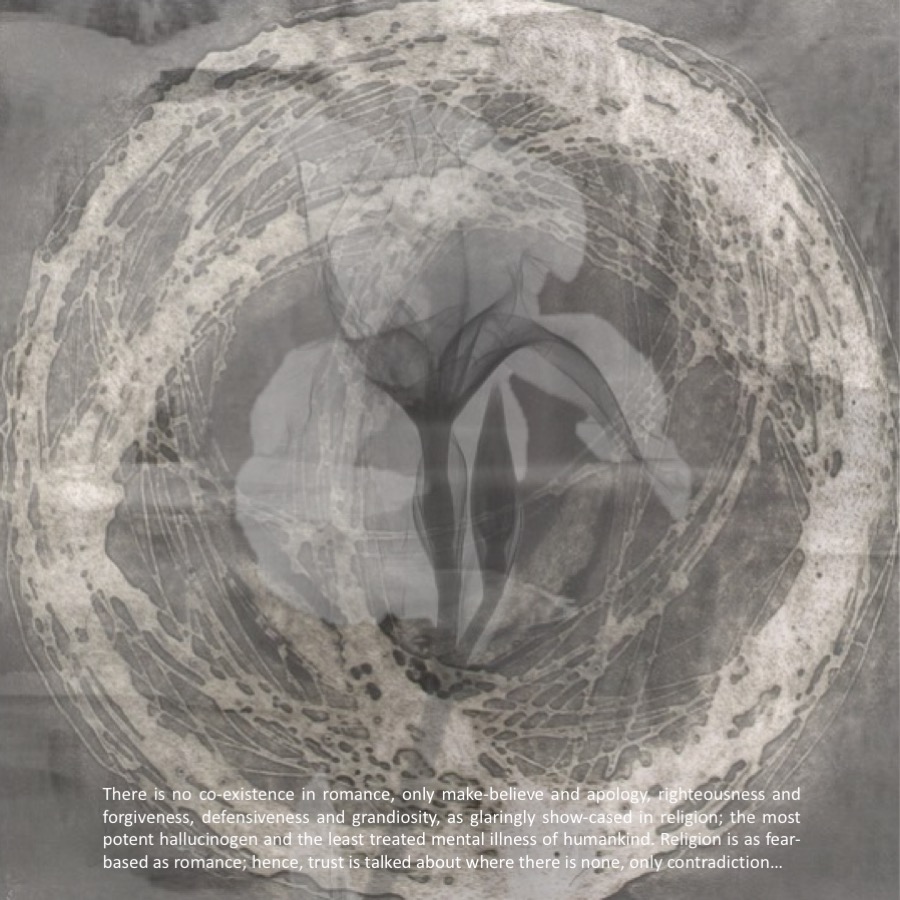 There is no co-existence in romance, only make-believe and apology, righteousness and
forgiveness, defensiveness and grandiosity, as glaringly show-cased in religion; the most
potent hallucinogen and the least treated mental illness of humankind. Religion is as fear-
based as romance; hence, trust is talked about where there is none, only contradiction...